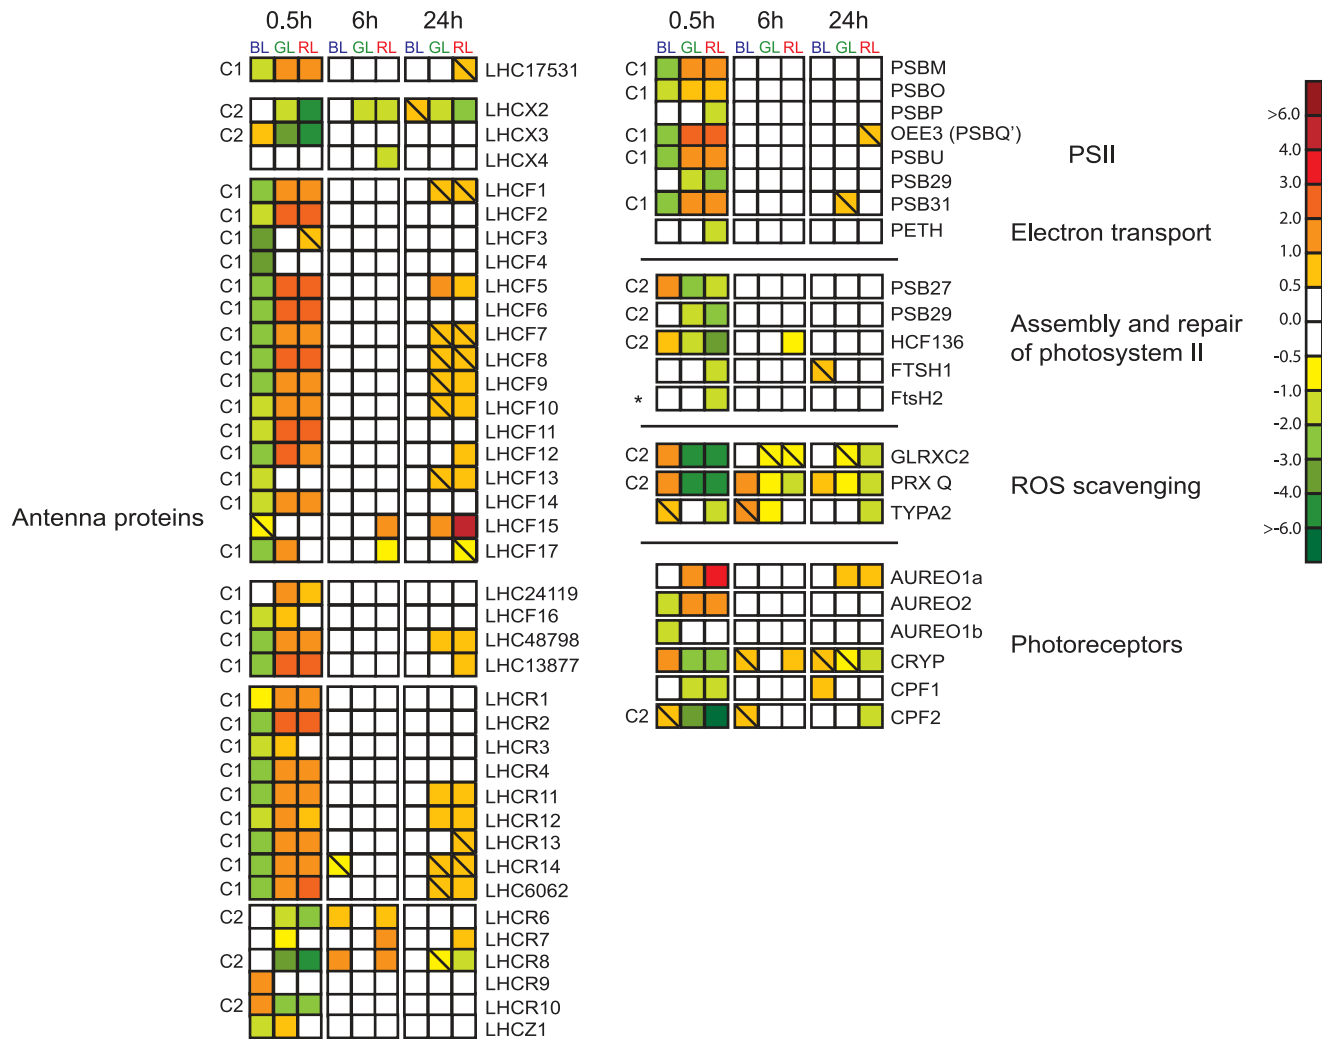 0.5h 6h 24h
BL GL RL BL GL RL BL GL RL
C1 LHC17531
C2 LHCX2
C2 LHCX3
LHCX4
C1 LHCF1
C1 LHCF2
C1 LHCF3
C1 LHCF4
C1 LHCF5
C1 LHCF6
C1 LHCF7
C1 LHCF8
C1 LHCF9
C1 LHCF10
C1 LHCF11
C1 LHCF12
C1 LHCF13
C1 LHCF14
LHCF15
C1 LHCF17
Antenna proteins
C1 LHC24119
C1 LHCF16
C1 LHC48798
C1 LHC13877
C1 LHCR1
C1 LHCR2
C1 LHCR3
C1 LHCR4
C1 LHCR11
C1 LHCR12
C1 LHCR13
C1 LHCR14
C1 LHC6062
C2 LHCR6
LHCR7
C2 LHCR8
LHCR9
C2 LHCR10
LHCZ1
0.5h 6h 24h
BL GL RL BL GL RL BL GL RL
C1 PSBM
C1 PSBO
PSBP
C1 OEE3 (PSBQ')
C1 PSBU
PSB29
C1 PSB31
PETH
PSII
Electron transport
C2 PSB27
C2 PSB29
C2 HCF136
FTSH1
* FtsH2
Assembly and repair
of photosystem II
C2 GLRXC2
C2 PRX Q
TYPA2
ROS scavenging
AUREO1a
AUREO2
AUREO1b
CRYP
CPF1
C2 CPF2
Photoreceptors
>6.0
4.0
3.0
2.0
1.0
0.5
0.0
-0.5
-1.0
-2.0
-3.0
-4.0
>-6.0